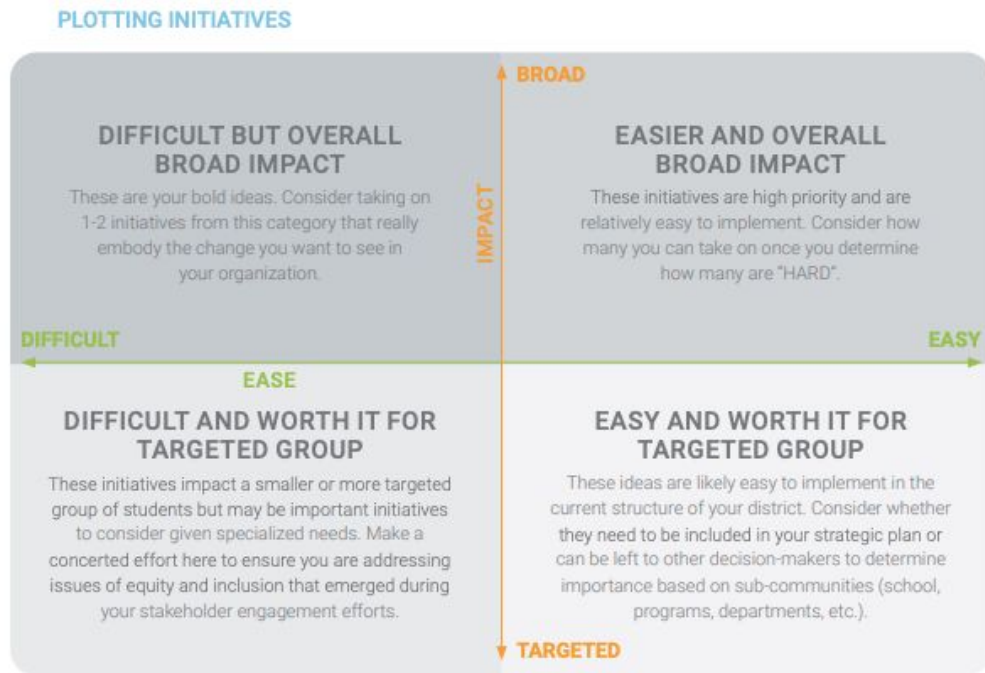 PLOTTING INITIATIVES
BROAD
DIFFICULT BUT OVERALL
BROAD IMPACT
These are your bold ideas. Consider taking on
1-2 initiatives from this category that really
embody the change you want to see in
your organization.
IMPACT
EASIER AND OVERALL
BROAD IMPACT
These initiatives are high priority and are
relatively easy to implement. Consider how
many you can take on once you determine
how many are "HARD".
DIFFICULT
EASY
EASE
DIFFICULT AND WORTH IT FOR
TARGETED GROUP
These initiatives impact a smaller or more targeted
group of students but may be important initiatives
to consider given specialized needs. Make a
concerted effort here to ensure you are addressing
issues of equity and inclusion that emerged during
your stakeholder engagement efforts.
EASY AND WORTH IT FOR
TARGETED GROUP
These ideas are likely easy to implement in the
current structure of your district. Consider whether
they need to be included in your strategic plan or
can be left to other decision-makers to determine
importance based on sub-communities (school,
programs, departments, etc.).
TARGETED